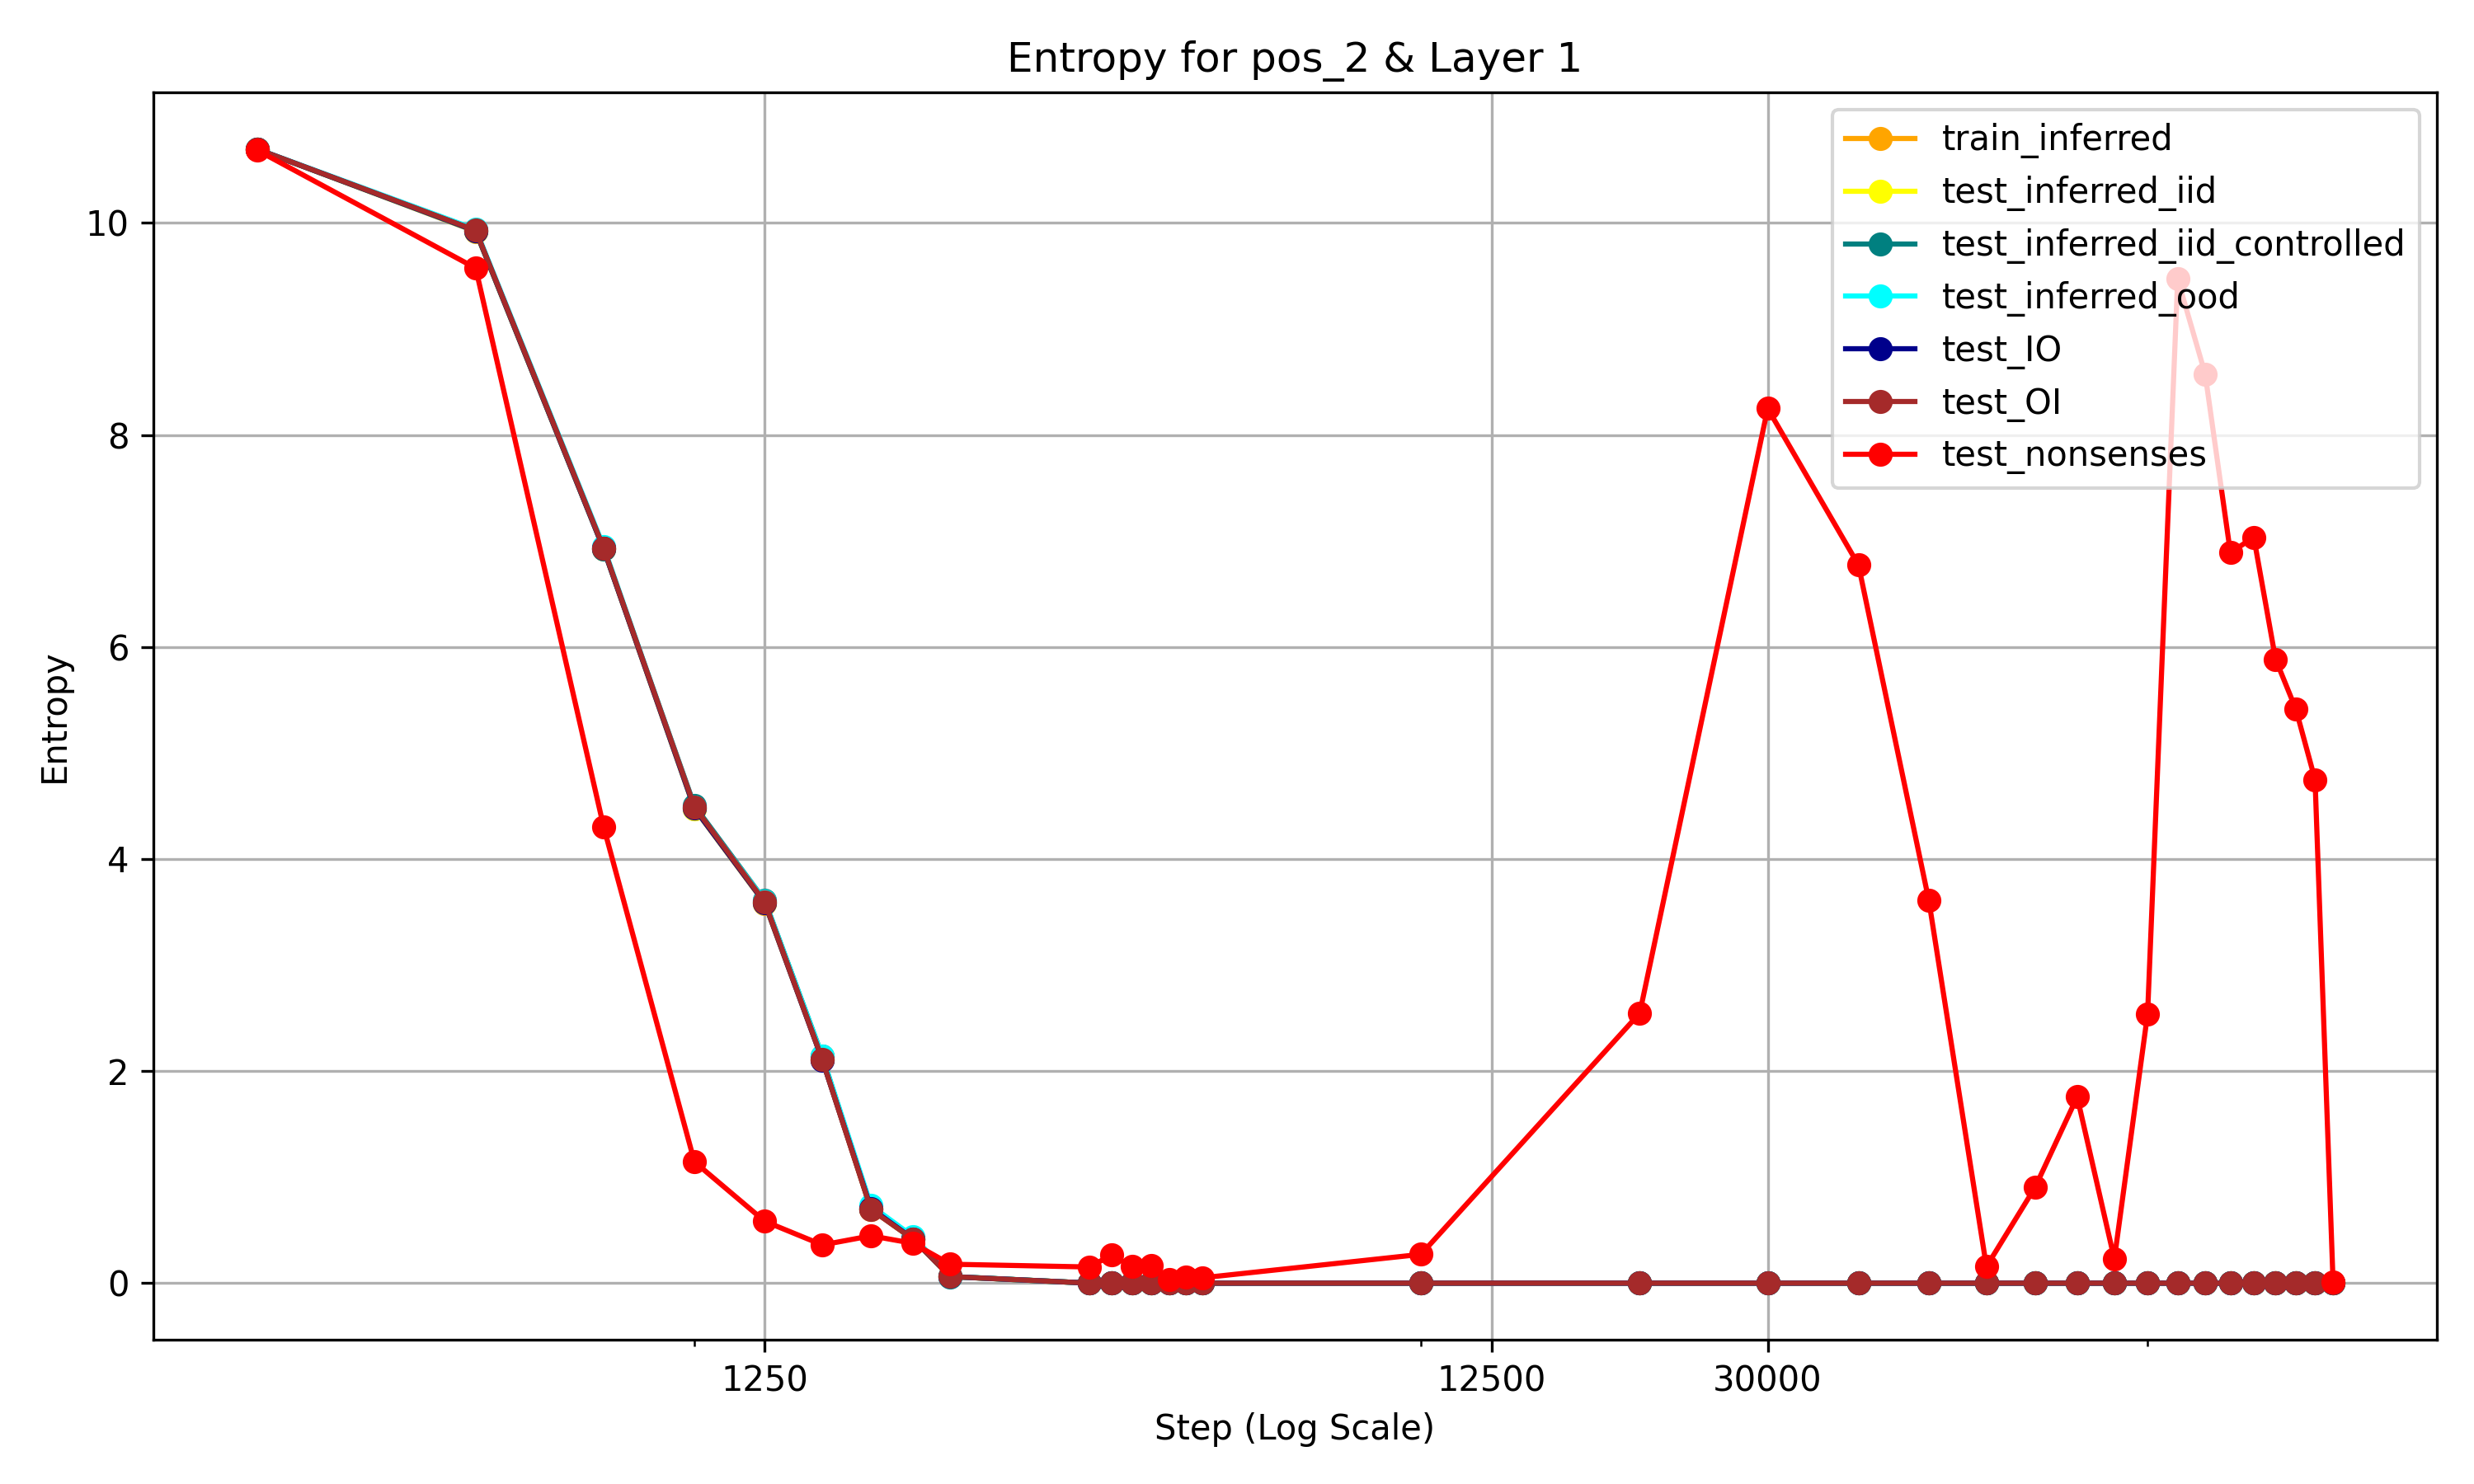 Entropy for pos_2 & Layer 1
train_inferred
test_inferred_iid
test_inferred_iid_controlled
test_inferred_ood
test_IO
test_OI
test_nonsenses
10
8
6
4
2
0
Entropy
1250
12500
30000
Step (Log Scale)